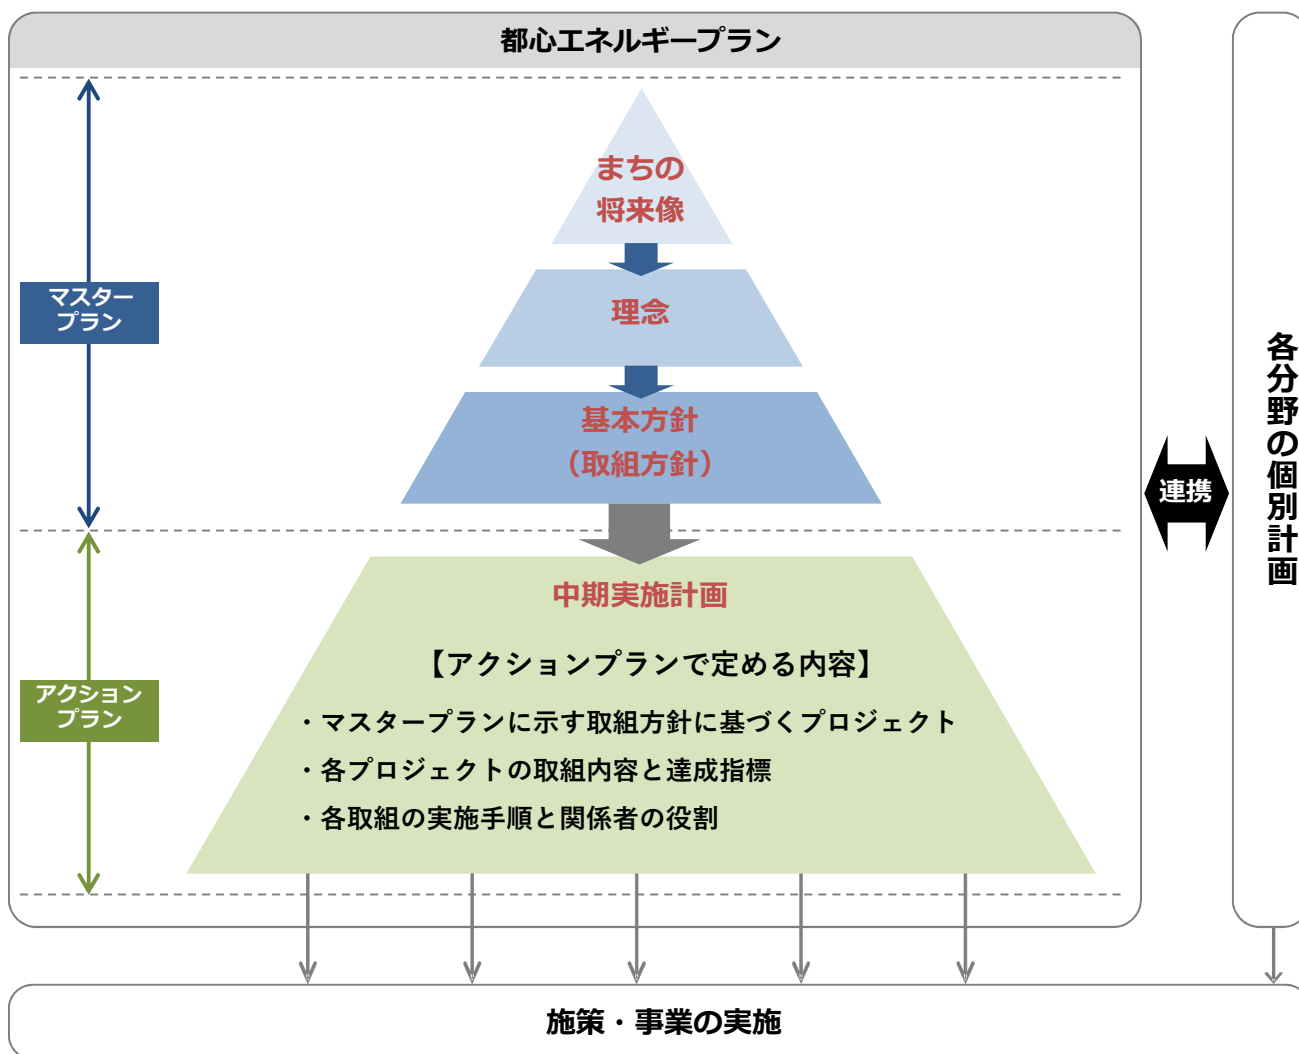 都心エネルギープラン
まちの
将来像
理念
マスター
プラン
基本方針
（取組方針）
連携
各分野の個別計画
中期実施計画
【アクションプランで定める内容】
アクション
プラン
・マスタープランに示す取組方針に基づくプロジェクト
・各プロジェクトの取組内容と達成指標
・各取組の実施手順と関係者の役割
施策・事業の実施